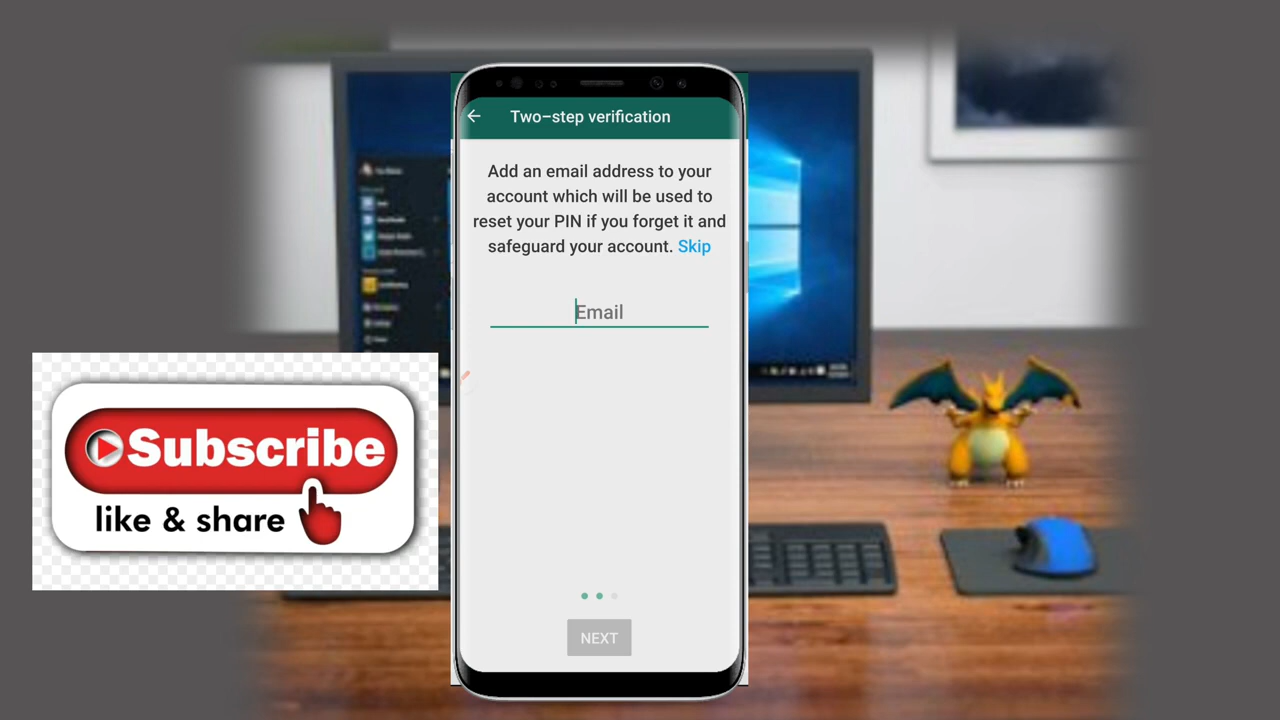 Two-step verification
Add an email address to your
account which will be used to
reset your PIN if you forget it and
safeguard your account. Skip
Email
NEXT
Subscribe
like & share